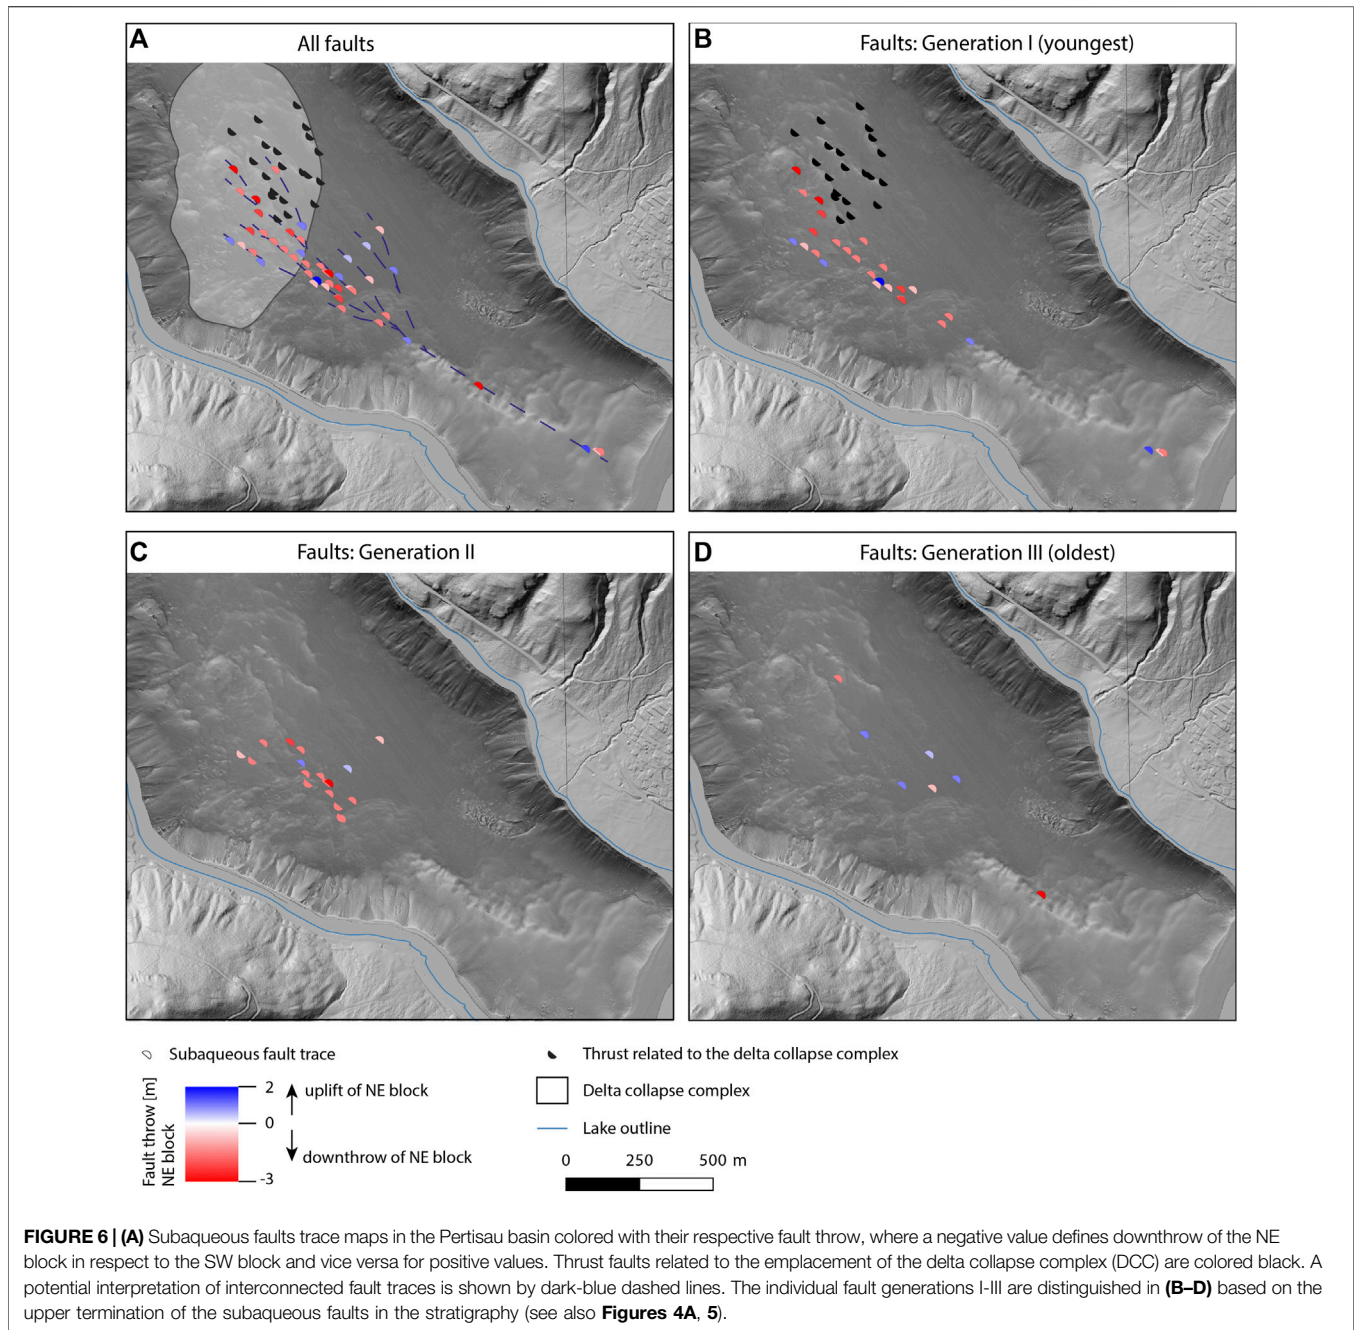 A All faults
B Faults: Generation I (youngest)
C Faults: Generation II
D Faults: Generation III (oldest)
Subaqueous fault trace
Fault throw [m]
NE block
2
0
-3
uplift of NE block
downthrow of NE block
Thrust related to the delta collapse complex
Delta collapse complex
Lake outline
0 250 500 m
FIGURE 6 | (A) Subaqueous faults trace maps in the Pertisau basin colored with their respective fault throw, where a negative value defines downthrow of the NE
block in respect to the SW block and vice versa for positive values. Thrust faults related to the emplacement of the delta collapse complex (DCC) are colored black. A
potential interpretation of interconnected fault traces is shown by dark-blue dashed lines. The individual fault generations I-III are distinguished in (B–D) based on the
upper termination of the subaqueous faults in the stratigraphy (see also Figures 4A, 5).